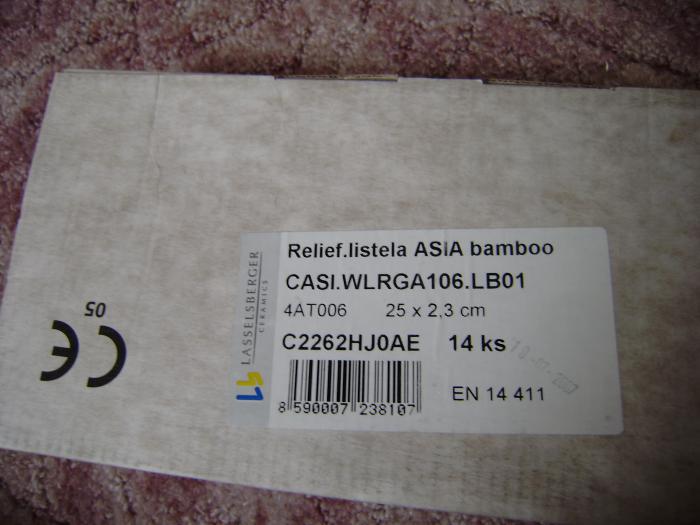 Relief.listela ASIA bamboo
CASI.WLRGA106.LB01
4AT006 25 x 2,3 cm
C2262HJ0AE 14 ks
8 590007 238107
EN 14 411
LASSELSBERGER
CERAMICS
05
CE